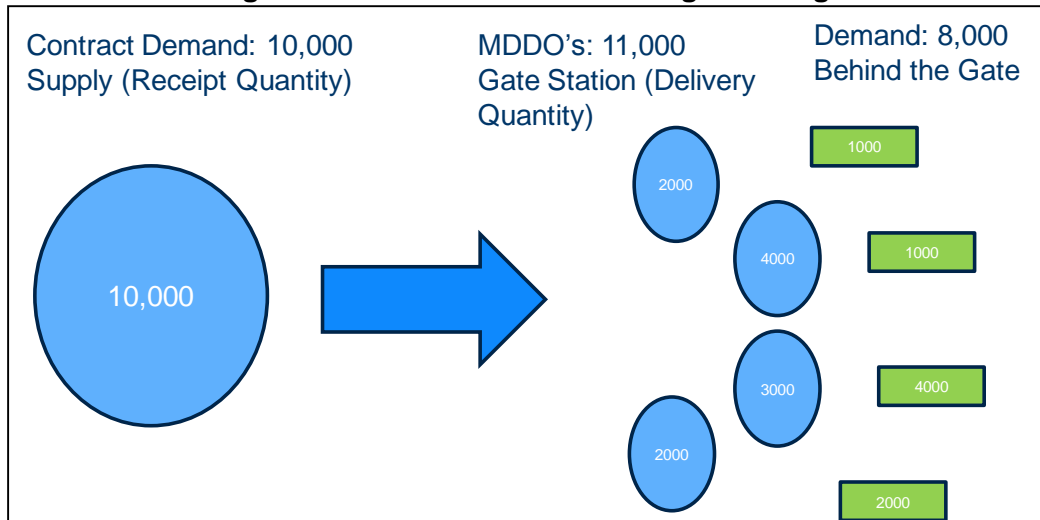 Contract Demand: 10,000
Supply (Receipt Quantity)
MDDO's: 11,000
Gate Station (Delivery
Quantity)
Demand: 8,000
Behind the Gate
10,000
2000
4000
3000
2000
1000
1000
4000
2000